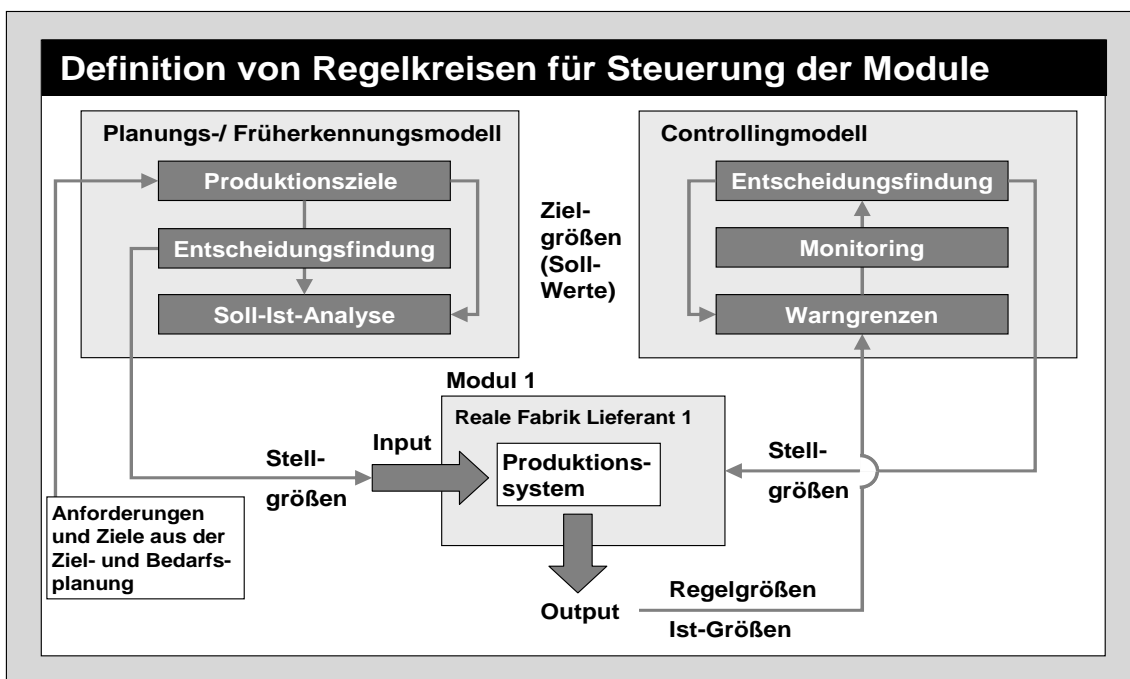 Definition von Regelkreisen für Steuerung der Module
Planungs-/ Früherkennungsmodell
Produktionsziele
Entscheidungsfindung
Soll-Ist-Analyse
Ziel-
größen
(Soll-
Werte)
Controllingmodell
Entscheidungsfindung
Monitoring
Warngrenzen
Modul 1
Reale Fabrik Lieferant 1
Input
Produktions-
system
Stell-
größen
Stell-
größen
Anforderungen
und Ziele aus der
Ziel- und Bedarfs-
planung
Output
Regelgrößen
Ist-Größen